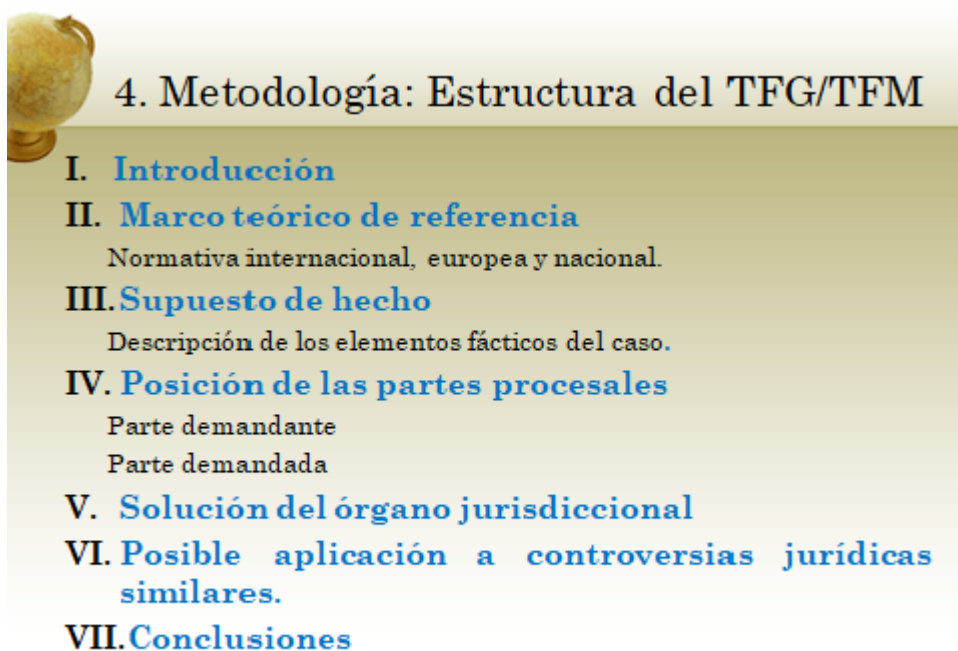 4. Metodología: Estructura del TFG/TFM
I. Introducción
II. Marco teórico de referencia
Normativa internacional, europea y nacional.
III. Supuesto de hecho
Descripción de los elementos fácticos del caso.
IV. Posición de las partes procesales
Parte demandante
Parte demandada
V. Solución del órgano jurisdiccional
VI. Posible aplicación a controversias jurídicas
similares.
VII. Conclusiones